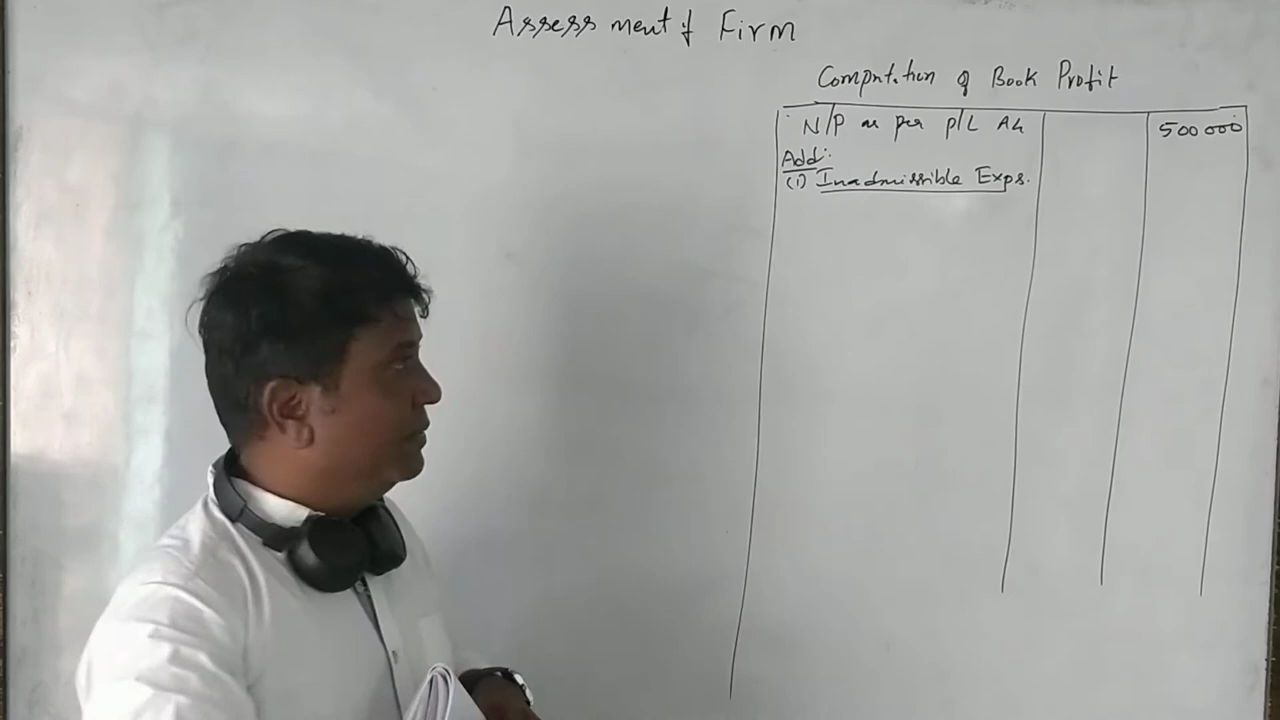 Assessment of Firm
Computation of Book Profit
N/P as per P/L A/c 500000
Add:
(1) Inadmissible Exps.